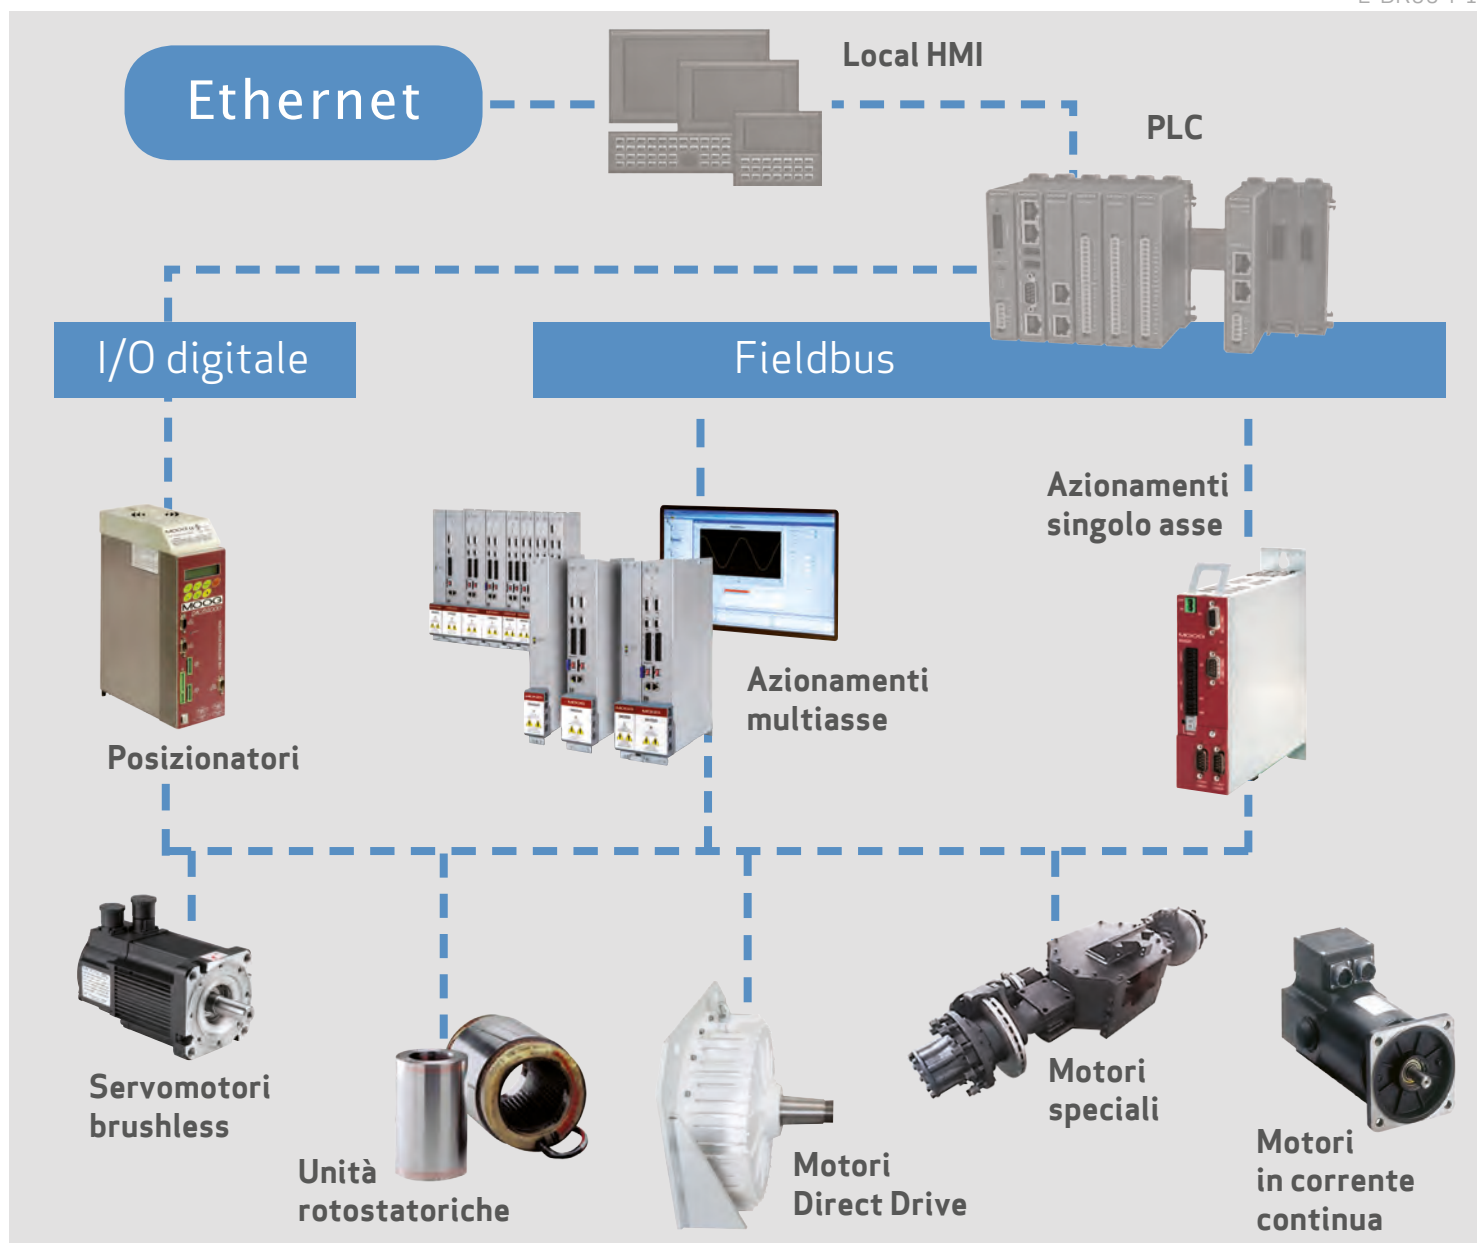 Ethernet
Local HMI
PLC
I/O digitale
Fieldbus
Azionamenti
singolo asse
MOOG
Azionamenti
multiasse
Posizionatori
Servomotori
brushless
Unità
rotostatoriche
Motori
Direct Drive
Motori
speciali
Motori
in corrente
continua